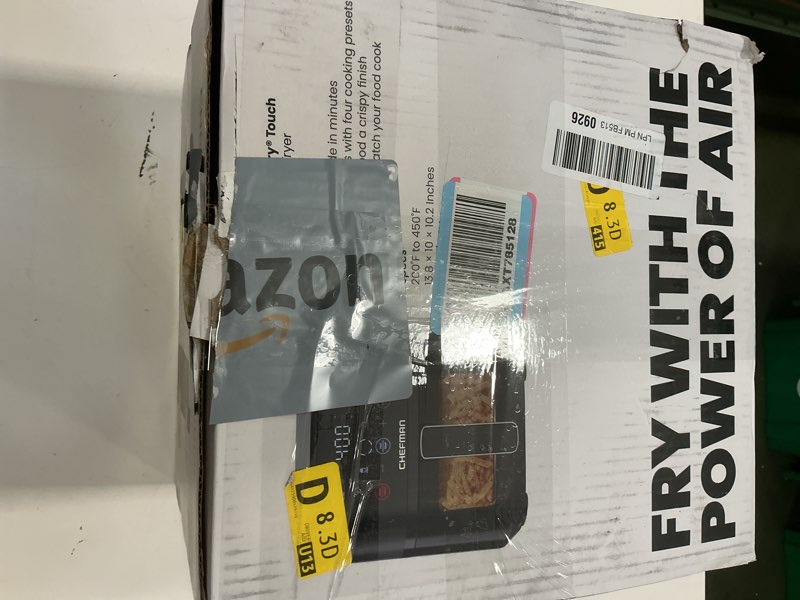 FRY WITH THE
POWER OF AIR
LPN PM FB513 0926
8.3D
415
XT785128
ry® Touch
ryer
de in minutes
s with four cooking presets
od a crispy finish
atch your food cook
200°F to 450°F
13.8 × 10 × 10.2 Inches
azon
400
CHEFMAN
D 8.3D
U13